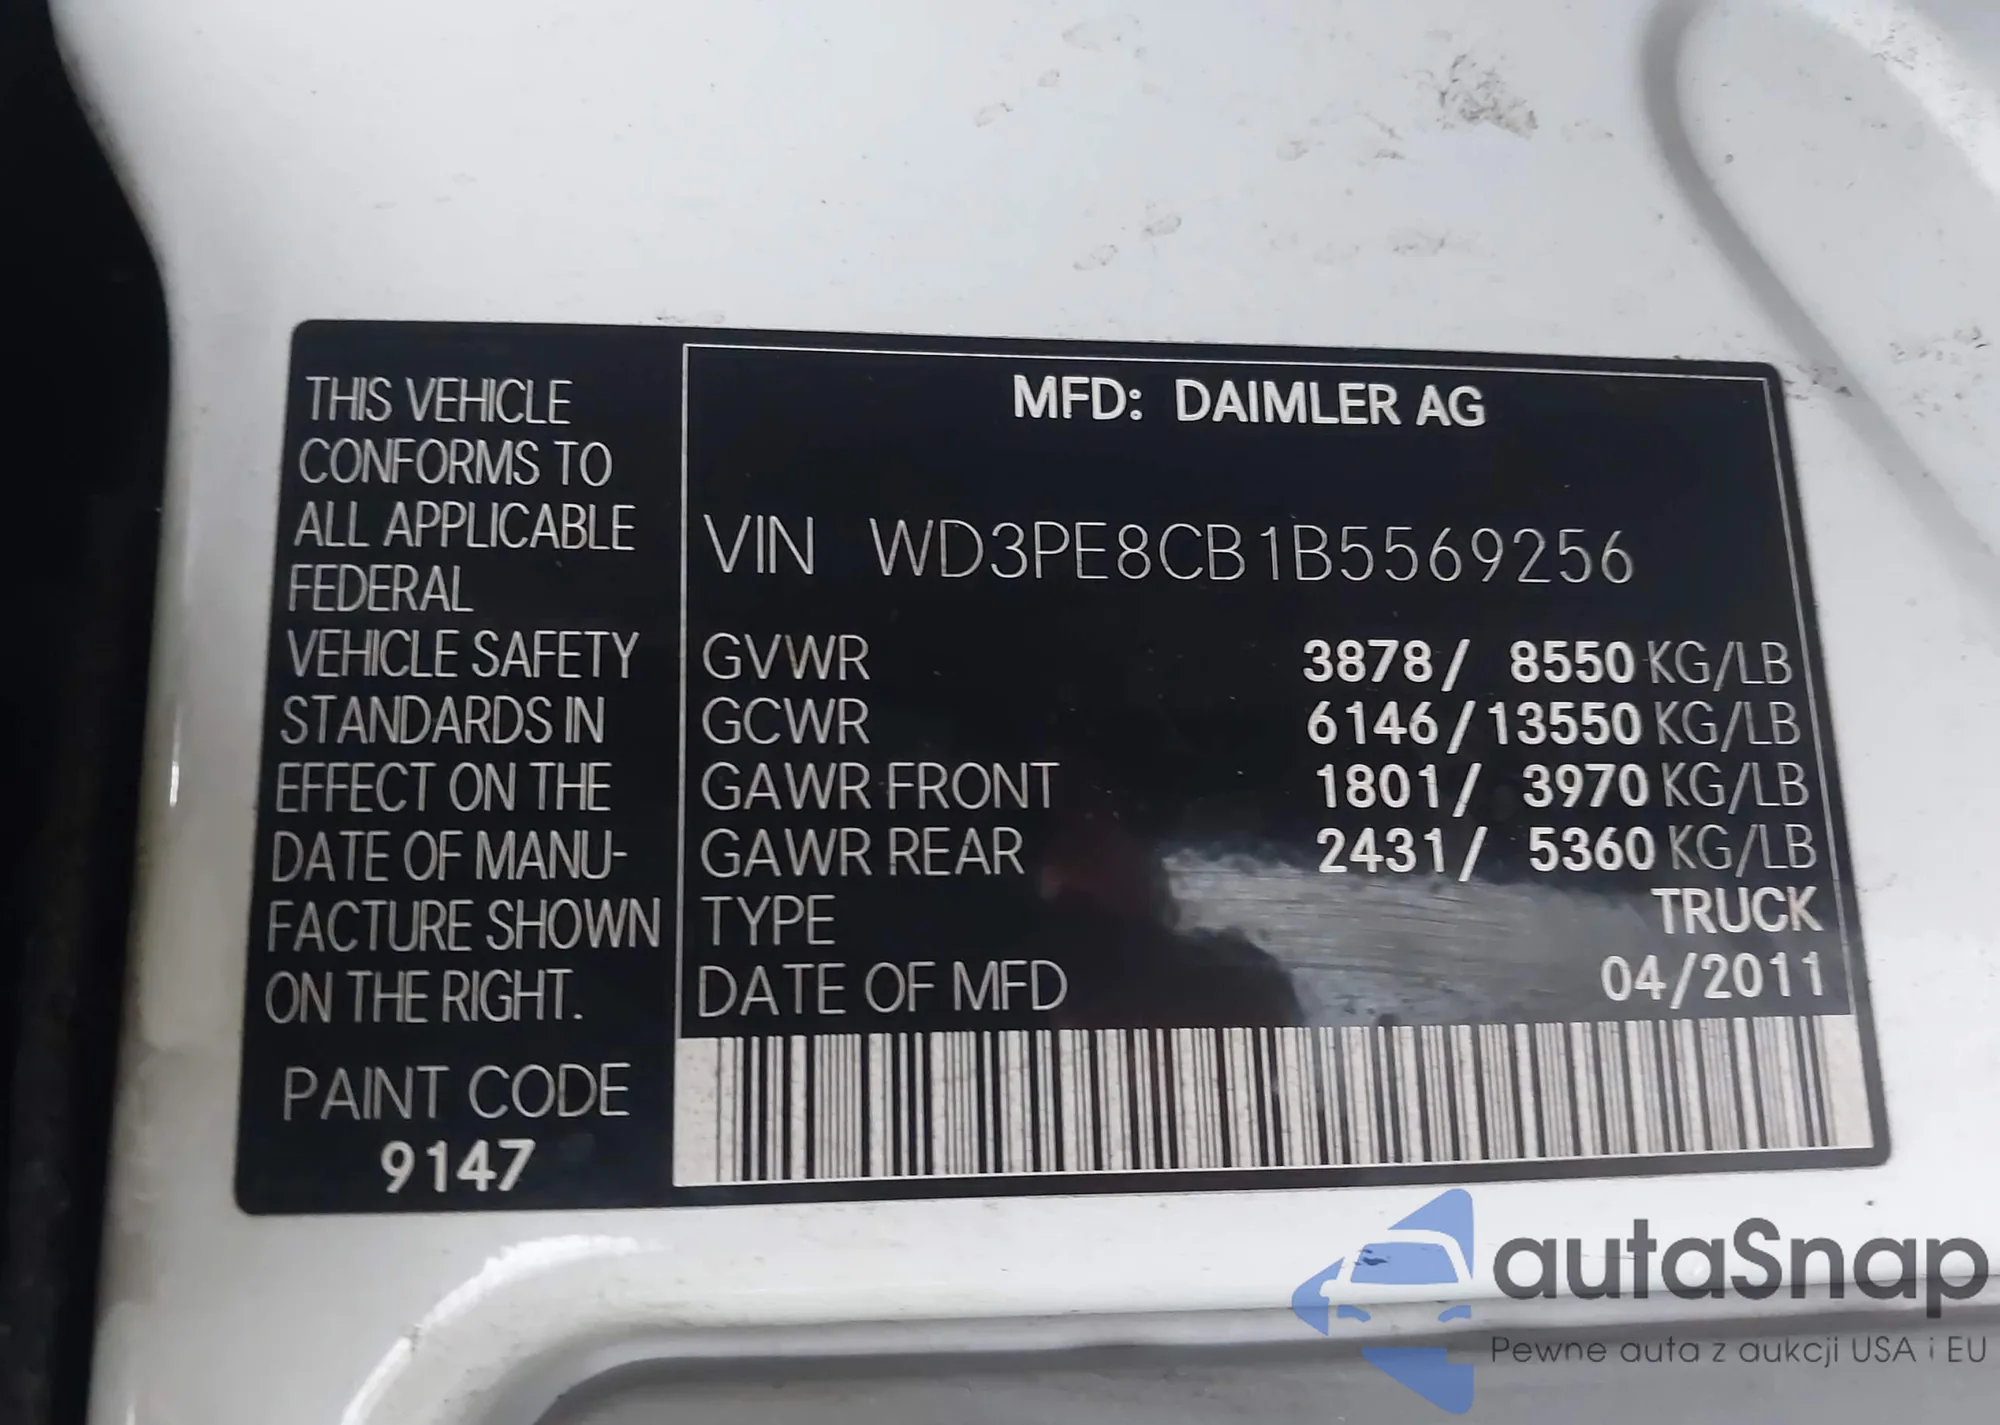 THIS VEHICLE
CONFORMS TO
ALL APPLICABLE
FEDERAL
VEHICLE SAFETY
STANDARDS IN
EFFECT ON THE
DATE OF MANU-
FACTURE SHOWN
ON THE RIGHT.
PAINT CODE
9147
MFD: DAIMLER AG
VIN WD3PE8CB1B5569256
GVWR 3878/ 8550 KG/LB
GCWR 6146/13550 KG/LB
GAWR FRONT 1801/ 3970 KG/LB
GAWR REAR 2431/ 5360 KG/LB
TYPE TRUCK
DATE OF MFD 04/2011
autaSnap
Pewne auta z aukcji USA i EU